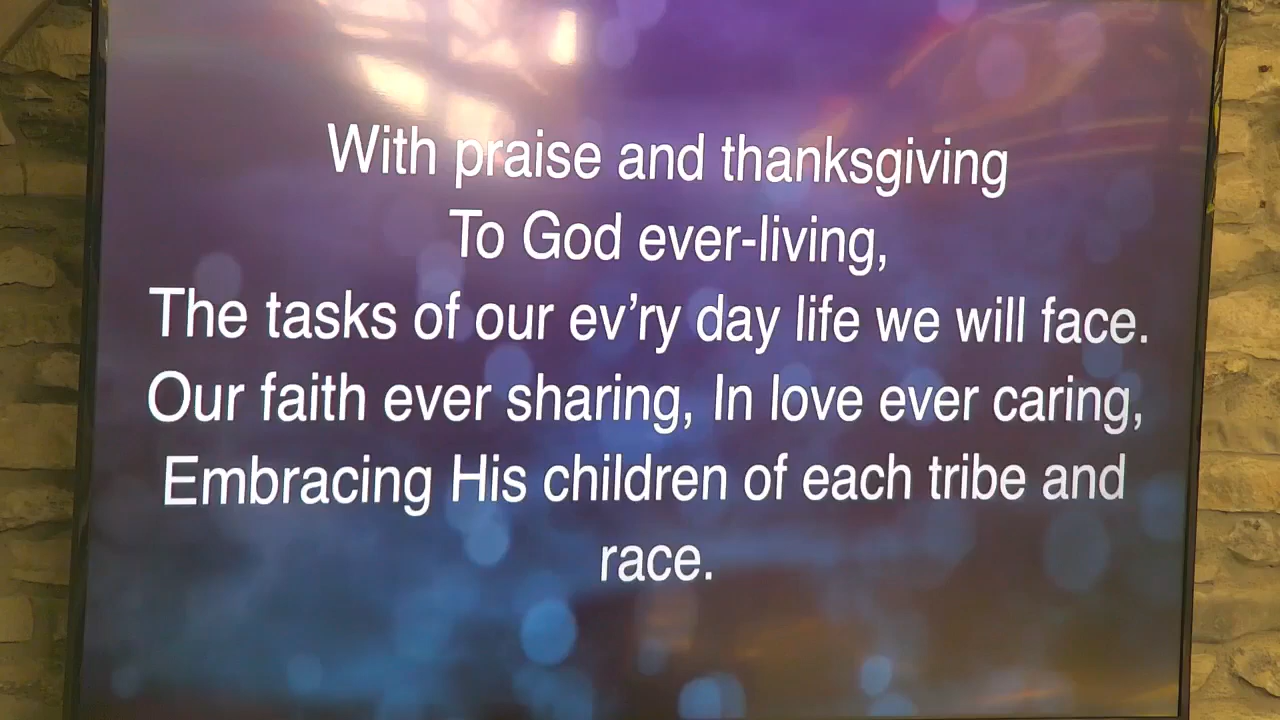 With praise and thanksgiving
To God ever-living,
The tasks of our ev’ry day life we will face.
Our faith ever sharing, In love ever caring,
Embracing His children of each tribe and
race.